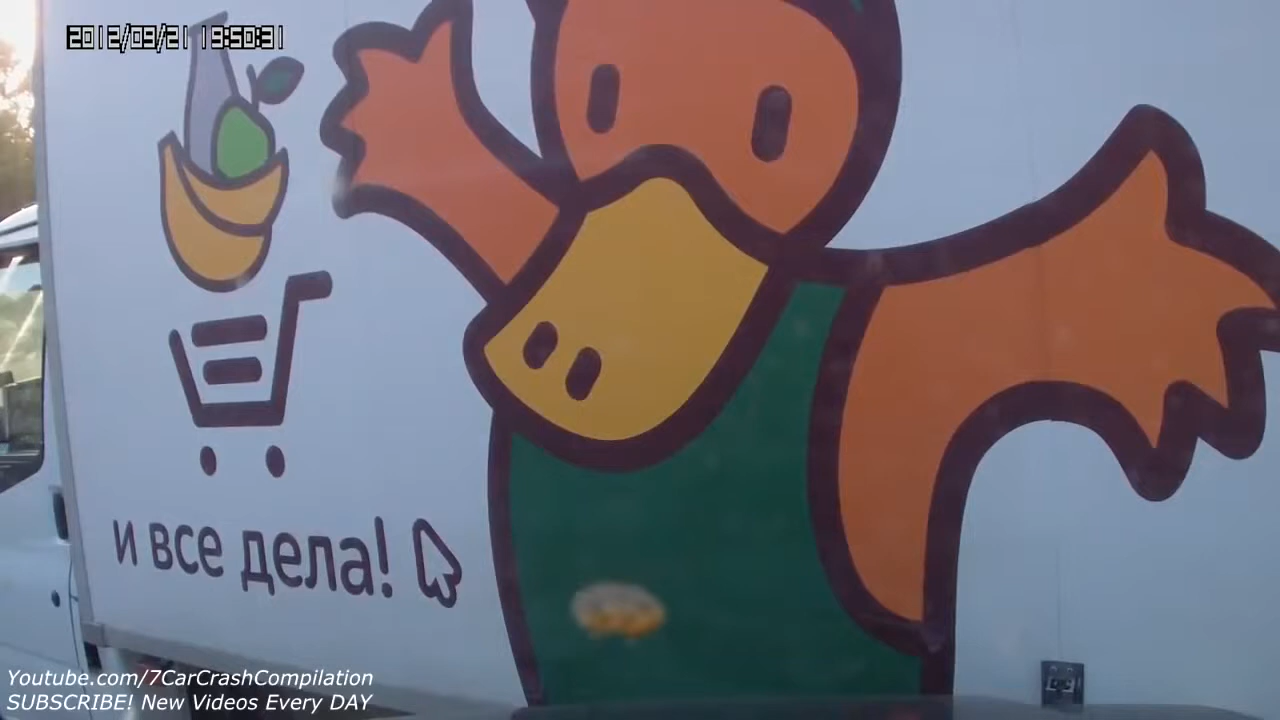 2012/09/21 19:50:31
и все дела!
Youtube.com/7CarCrashCompilation
SUBSCRIBE! New Videos Every DAY